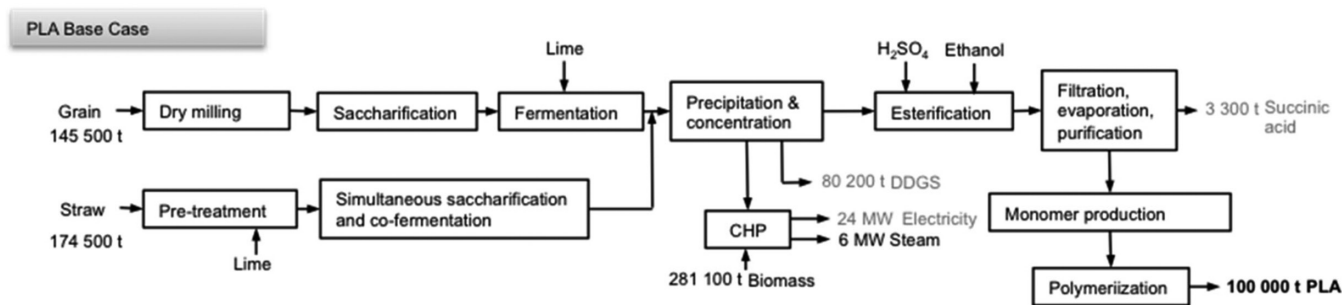 PLA Base Case
Lime
H₂SO₄
Ethanol
Grain
145 500 t
Dry milling
Saccharification
Fermentation
Precipitation &
concentration
Esterification
Filtration,
evaporation,
purification
3 300 t Succinic
acid
Straw
174 500 t
Pre-treatment
Lime
Simultaneous saccharification
and co-fermentation
80 200 t DDGS
CHP
24 MW Electricity
6 MW Steam
281 100 t Biomass
Monomer production
Polymeriization
100 000 t PLA